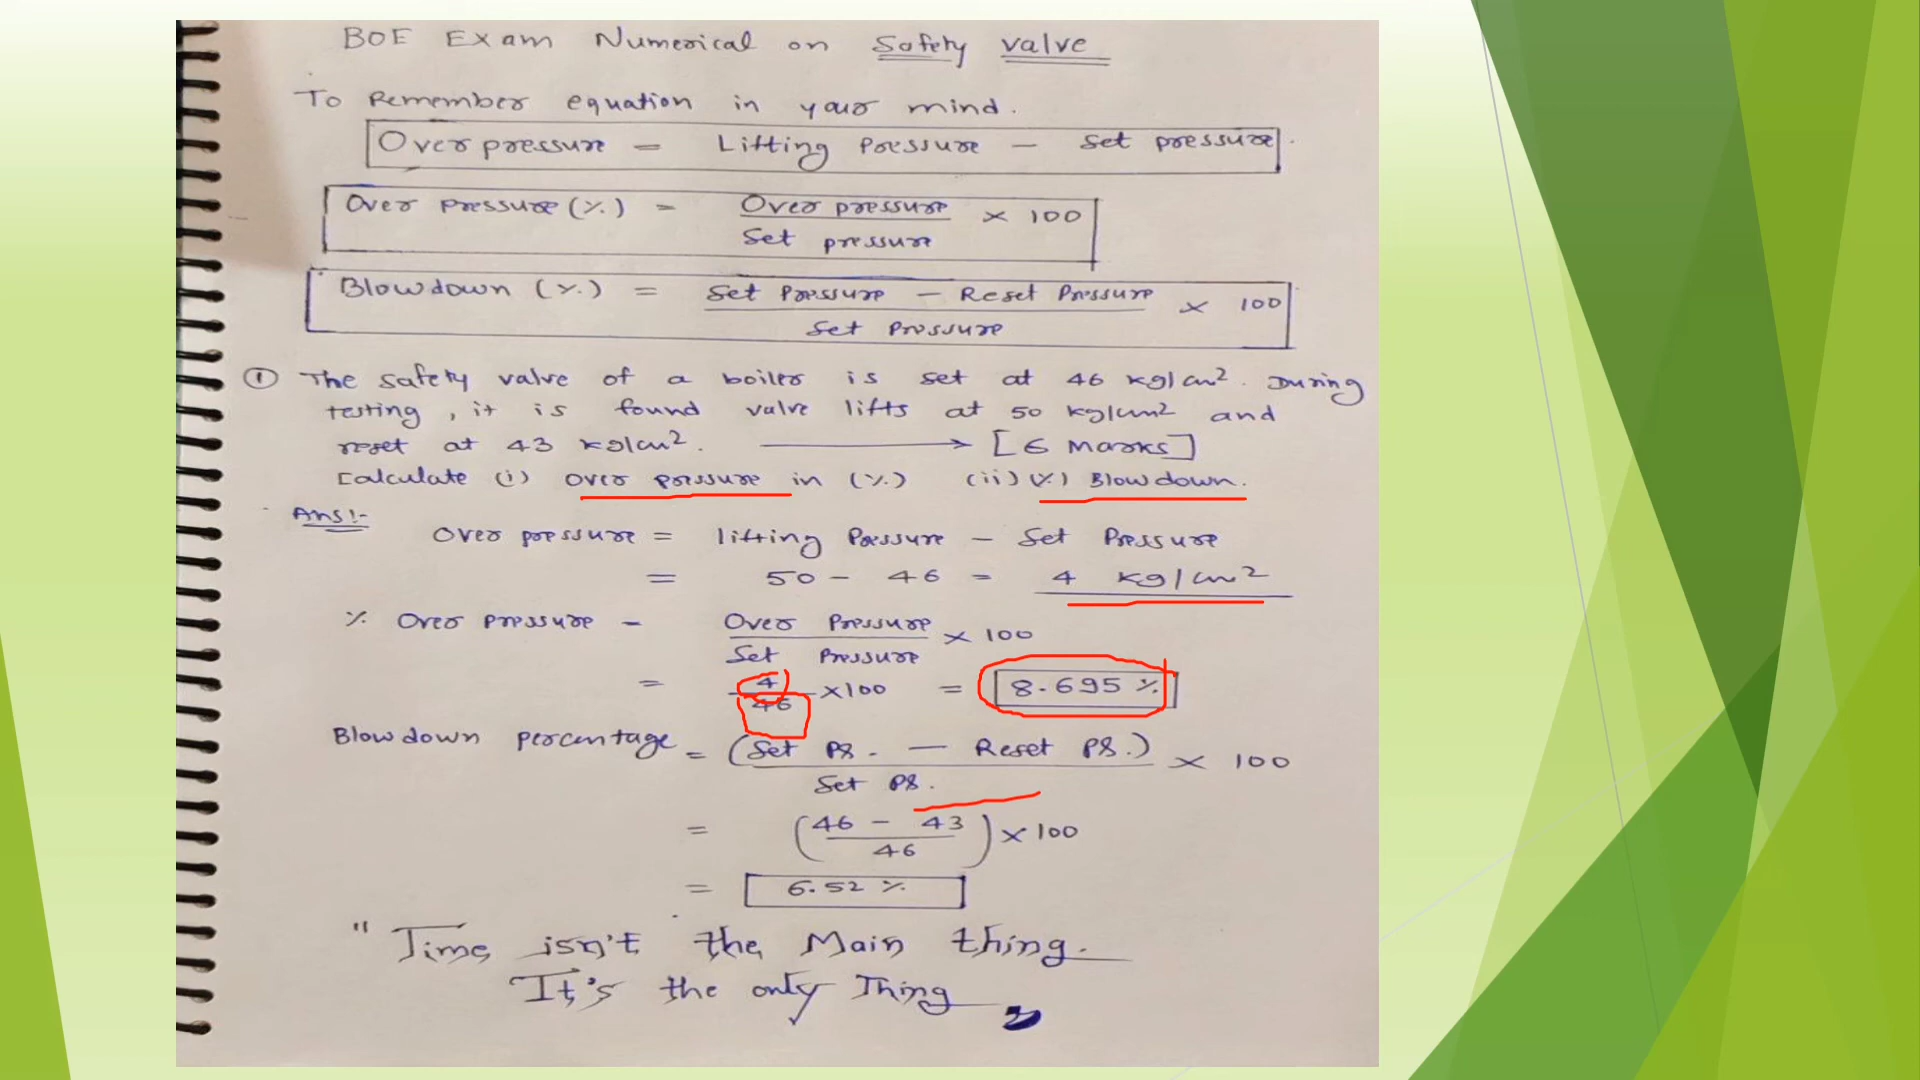 BOE Exam Numerical on Safety valve
To Remember equation in your mind.
Over pressure = Lifting Pressure - Set pressure.
Over Pressure (%) = Over pressure / Set pressure × 100
Blowdown (%) = Set Pressure - Reset Pressure / Set Pressure × 100
① The safety valve of a boiler is set at 46 kg/cm². During
testing, it is found valve lifts at 50 kg/cm² and
reset at 43 kg/cm². → [6 Marks]
Calculate (i) Over pressure in (%) (ii) (%) Blowdown.
Ans:-
Over pressure = lifting Pressure - Set Pressure
= 50 - 46 = 4 kg/cm²
% Over pressure = Over Pressure / Set Pressure × 100
= 4 / 46 × 100 = 8.695 %
Blowdown percentage = (Set Pr. - Reset Pr.) / Set Pr. × 100
= (46 - 43 / 46) × 100
= 6.52 %
" Time isn't the Main thing.
It's the only Thing